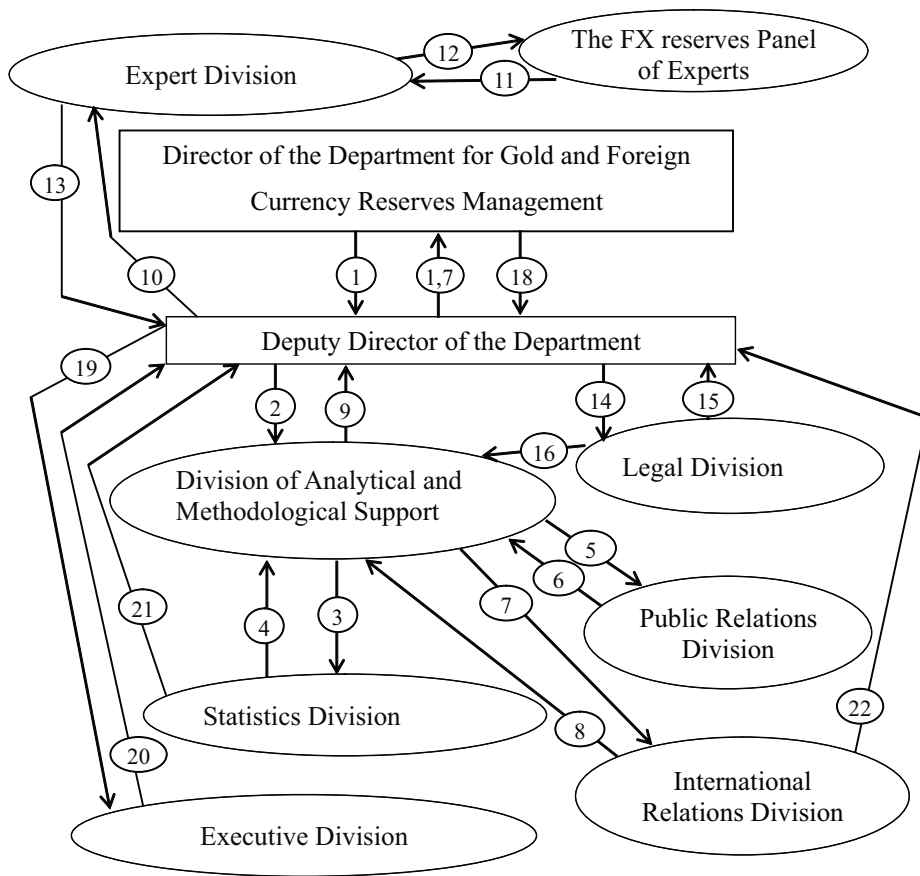 12
The FX reserves Panel
of Experts
Expert Division
11
Director of the Department for Gold and Foreign
Currency Reserves Management
13
10
1
1,7
18
Deputy Director of the Department
19
2
9
14
15
16
Legal Division
Division of Analytical and
Methodological Support
5
6
7
21
4
3
Public Relations
Division
Statistics Division
8
22
20
International
Relations Division
Executive Division